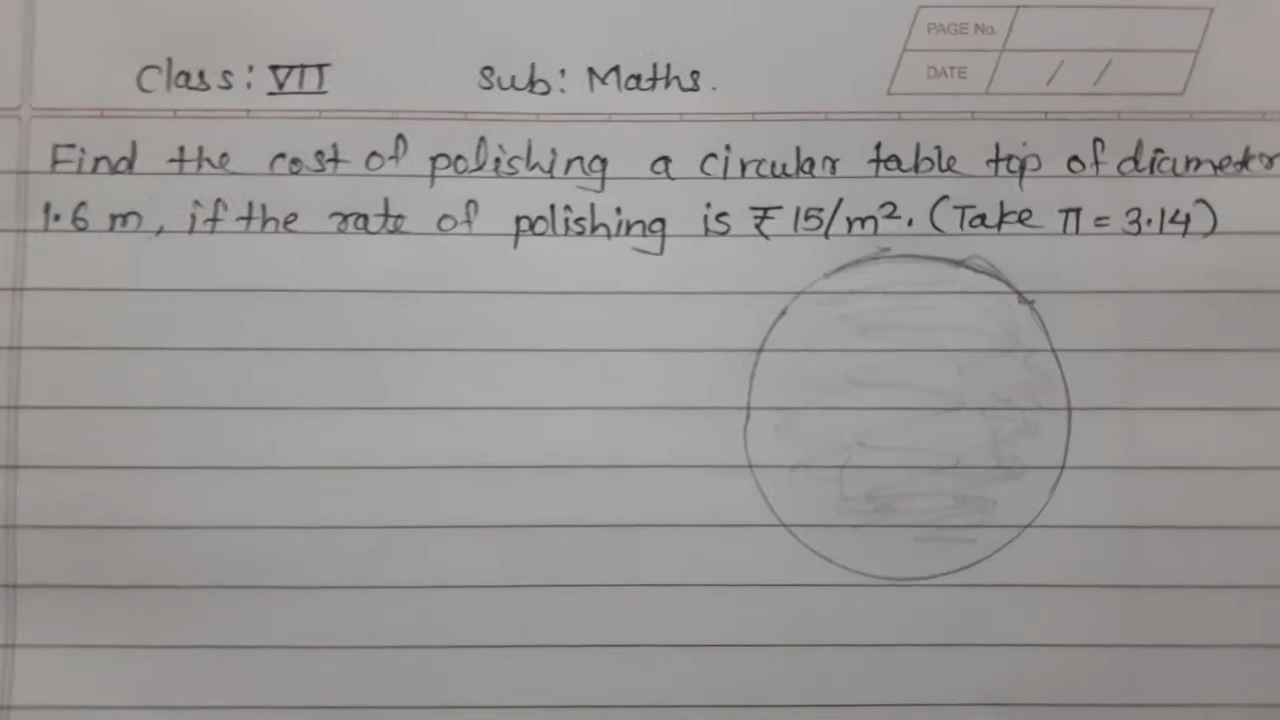 PAGE No.
DATE / /
Class: VII Sub: Maths.
Find the cost of polishing a circular table top of diameter
1.6 m, if the rate of polishing is ₹ 15/m². (Take π = 3.14)